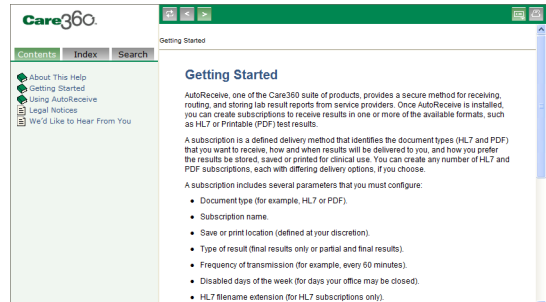 Care360.
Contents Index Search
About This Help
Getting Started
Using AutoReceive
Legal Notices
We'd Like to Hear From You
Getting Started
Getting Started
AutoReceive, one of the Care360 suite of products, provides a secure method for receiving,
routing, and storing lab result reports from service providers. Once AutoReceive is installed,
you can create subscriptions to receive results in one or more of the available formats, such
as HL7 or Printable (PDF) test results.
A subscription is a defined delivery method that identifies the document types (HL7 and PDF)
that you want to receive, how and when results will be delivered to you, and how you prefer
the results be stored, saved or printed for clinical use. You can create any number of HL7 and
PDF subscriptions, each with differing delivery options, if you choose.
A subscription includes several parameters that you must configure:
• Document type (for example, HL7 or PDF).
• Subscription name.
• Save or print location (defined at your discretion).
• Type of result (final results only or partial and final results).
• Frequency of transmission (for example, every 60 minutes).
• Disabled days of the week (for days your office may be closed).
• HL7 filename extension (for HL7 subscriptions only).